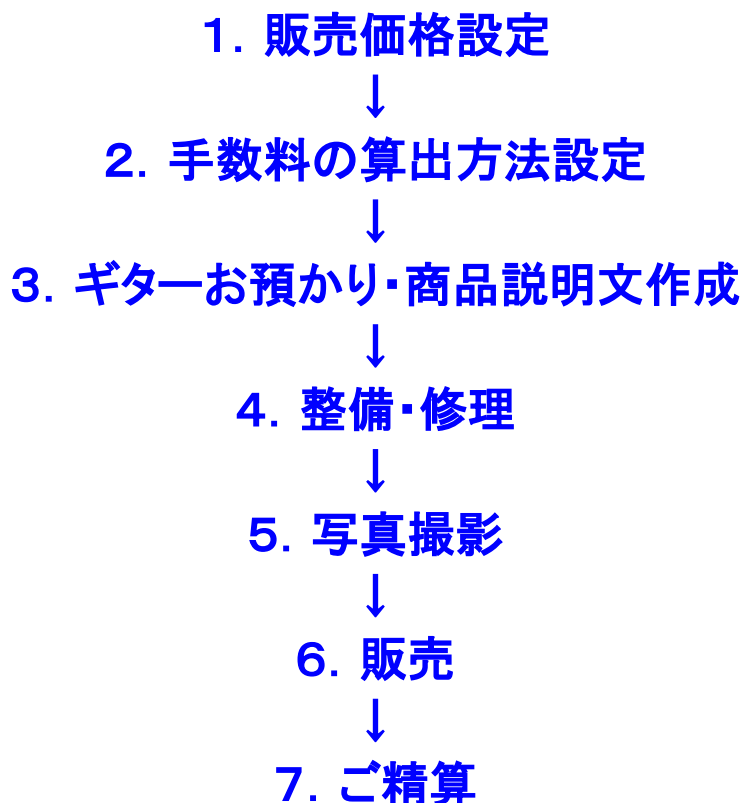 １．販売価格設定
↓
２．手数料の算出方法設定
↓
３．ギターお預かり・商品説明文作成
↓
４．整備・修理
↓
５．写真撮影
↓
６．販売
↓
７．ご精算